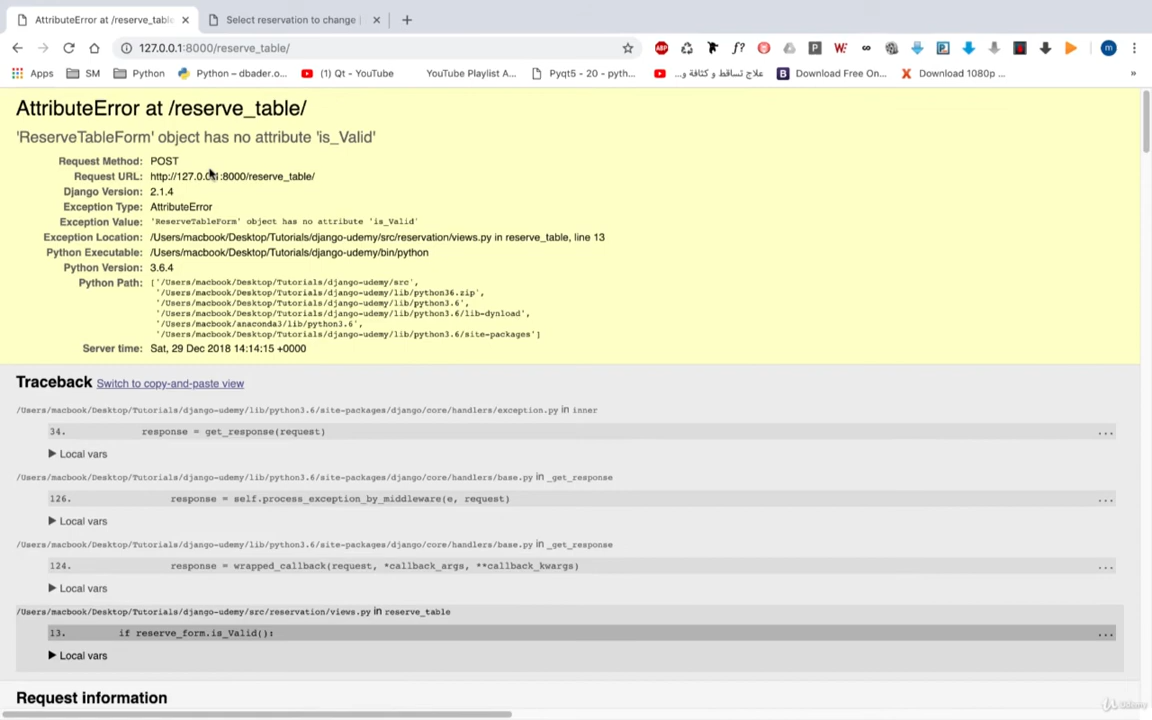 AttributeError at /reserve_tabl
Select reservation to change
127.0.0.1:8000/reserve_table/
ABP
f?
P
W
m
Apps
SM
Python
Python – dbader.o...
(1) Qt - YouTube
YouTube Playlist A...
Pyqt5 - 20 - pyth...
علاج تساقط و كثافة و...
B
Download Free On...
X
Download 1080p ...
»
AttributeError at /reserve_table/
'ReserveTableForm' object has no attribute 'is_Valid'
Request Method: POST
Request URL: http://127.0.0.1:8000/reserve_table/
Django Version: 2.1.4
Exception Type: AttributeError
Exception Value: 'ReserveTableForm' object has no attribute 'is_Valid'
Exception Location: /Users/macbook/Desktop/Tutorials/django-udemy/src/reservation/views.py in reserve_table, line 13
Python Executable: /Users/macbook/Desktop/Tutorials/django-udemy/bin/python
Python Version: 3.6.4
Python Path: ['/Users/macbook/Desktop/Tutorials/django-udemy/src',
'/Users/macbook/Desktop/Tutorials/django-udemy/lib/python36.zip',
'/Users/macbook/Desktop/Tutorials/django-udemy/lib/python3.6',
'/Users/macbook/Desktop/Tutorials/django-udemy/lib/python3.6/lib-dynload',
'/Users/macbook/anaconda3/lib/python3.6',
'/Users/macbook/Desktop/Tutorials/django-udemy/lib/python3.6/site-packages']
Server time: Sat, 29 Dec 2018 14:14:15 +0000
Traceback Switch to copy-and-paste view
/Users/macbook/Desktop/Tutorials/django-udemy/lib/python3.6/site-packages/django/core/handlers/exception.py in inner
34. response = get_response(request) ...
Local vars
/Users/macbook/Desktop/Tutorials/django-udemy/lib/python3.6/site-packages/django/core/handlers/base.py in _get_response
126. response = self.process_exception_by_middleware(e, request) ...
Local vars
/Users/macbook/Desktop/Tutorials/django-udemy/lib/python3.6/site-packages/django/core/handlers/base.py in _get_response
124. response = wrapped_callback(request, *callback_args, **callback_kwargs) ...
Local vars
/Users/macbook/Desktop/Tutorials/django-udemy/src/reservation/views.py in reserve_table
13. if reserve_form.is_Valid(): ...
Local vars
Request information
Udemy